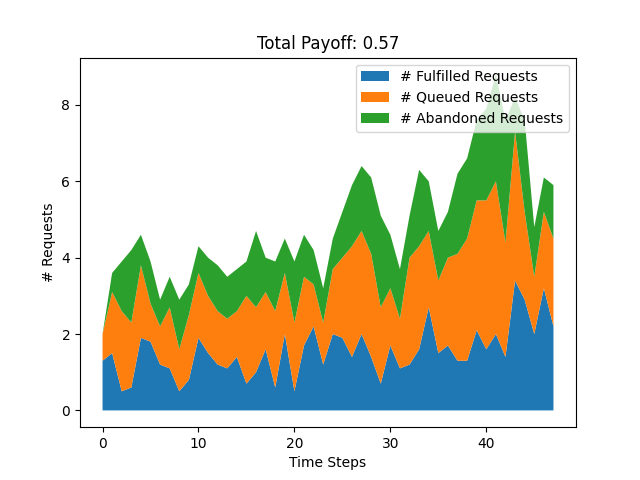 Total Payoff: 0.57
# Fulfilled Requests
# Queued Requests
# Abandoned Requests
# Requests
8
6
4
2
0
0 10 20 30 40
Time Steps